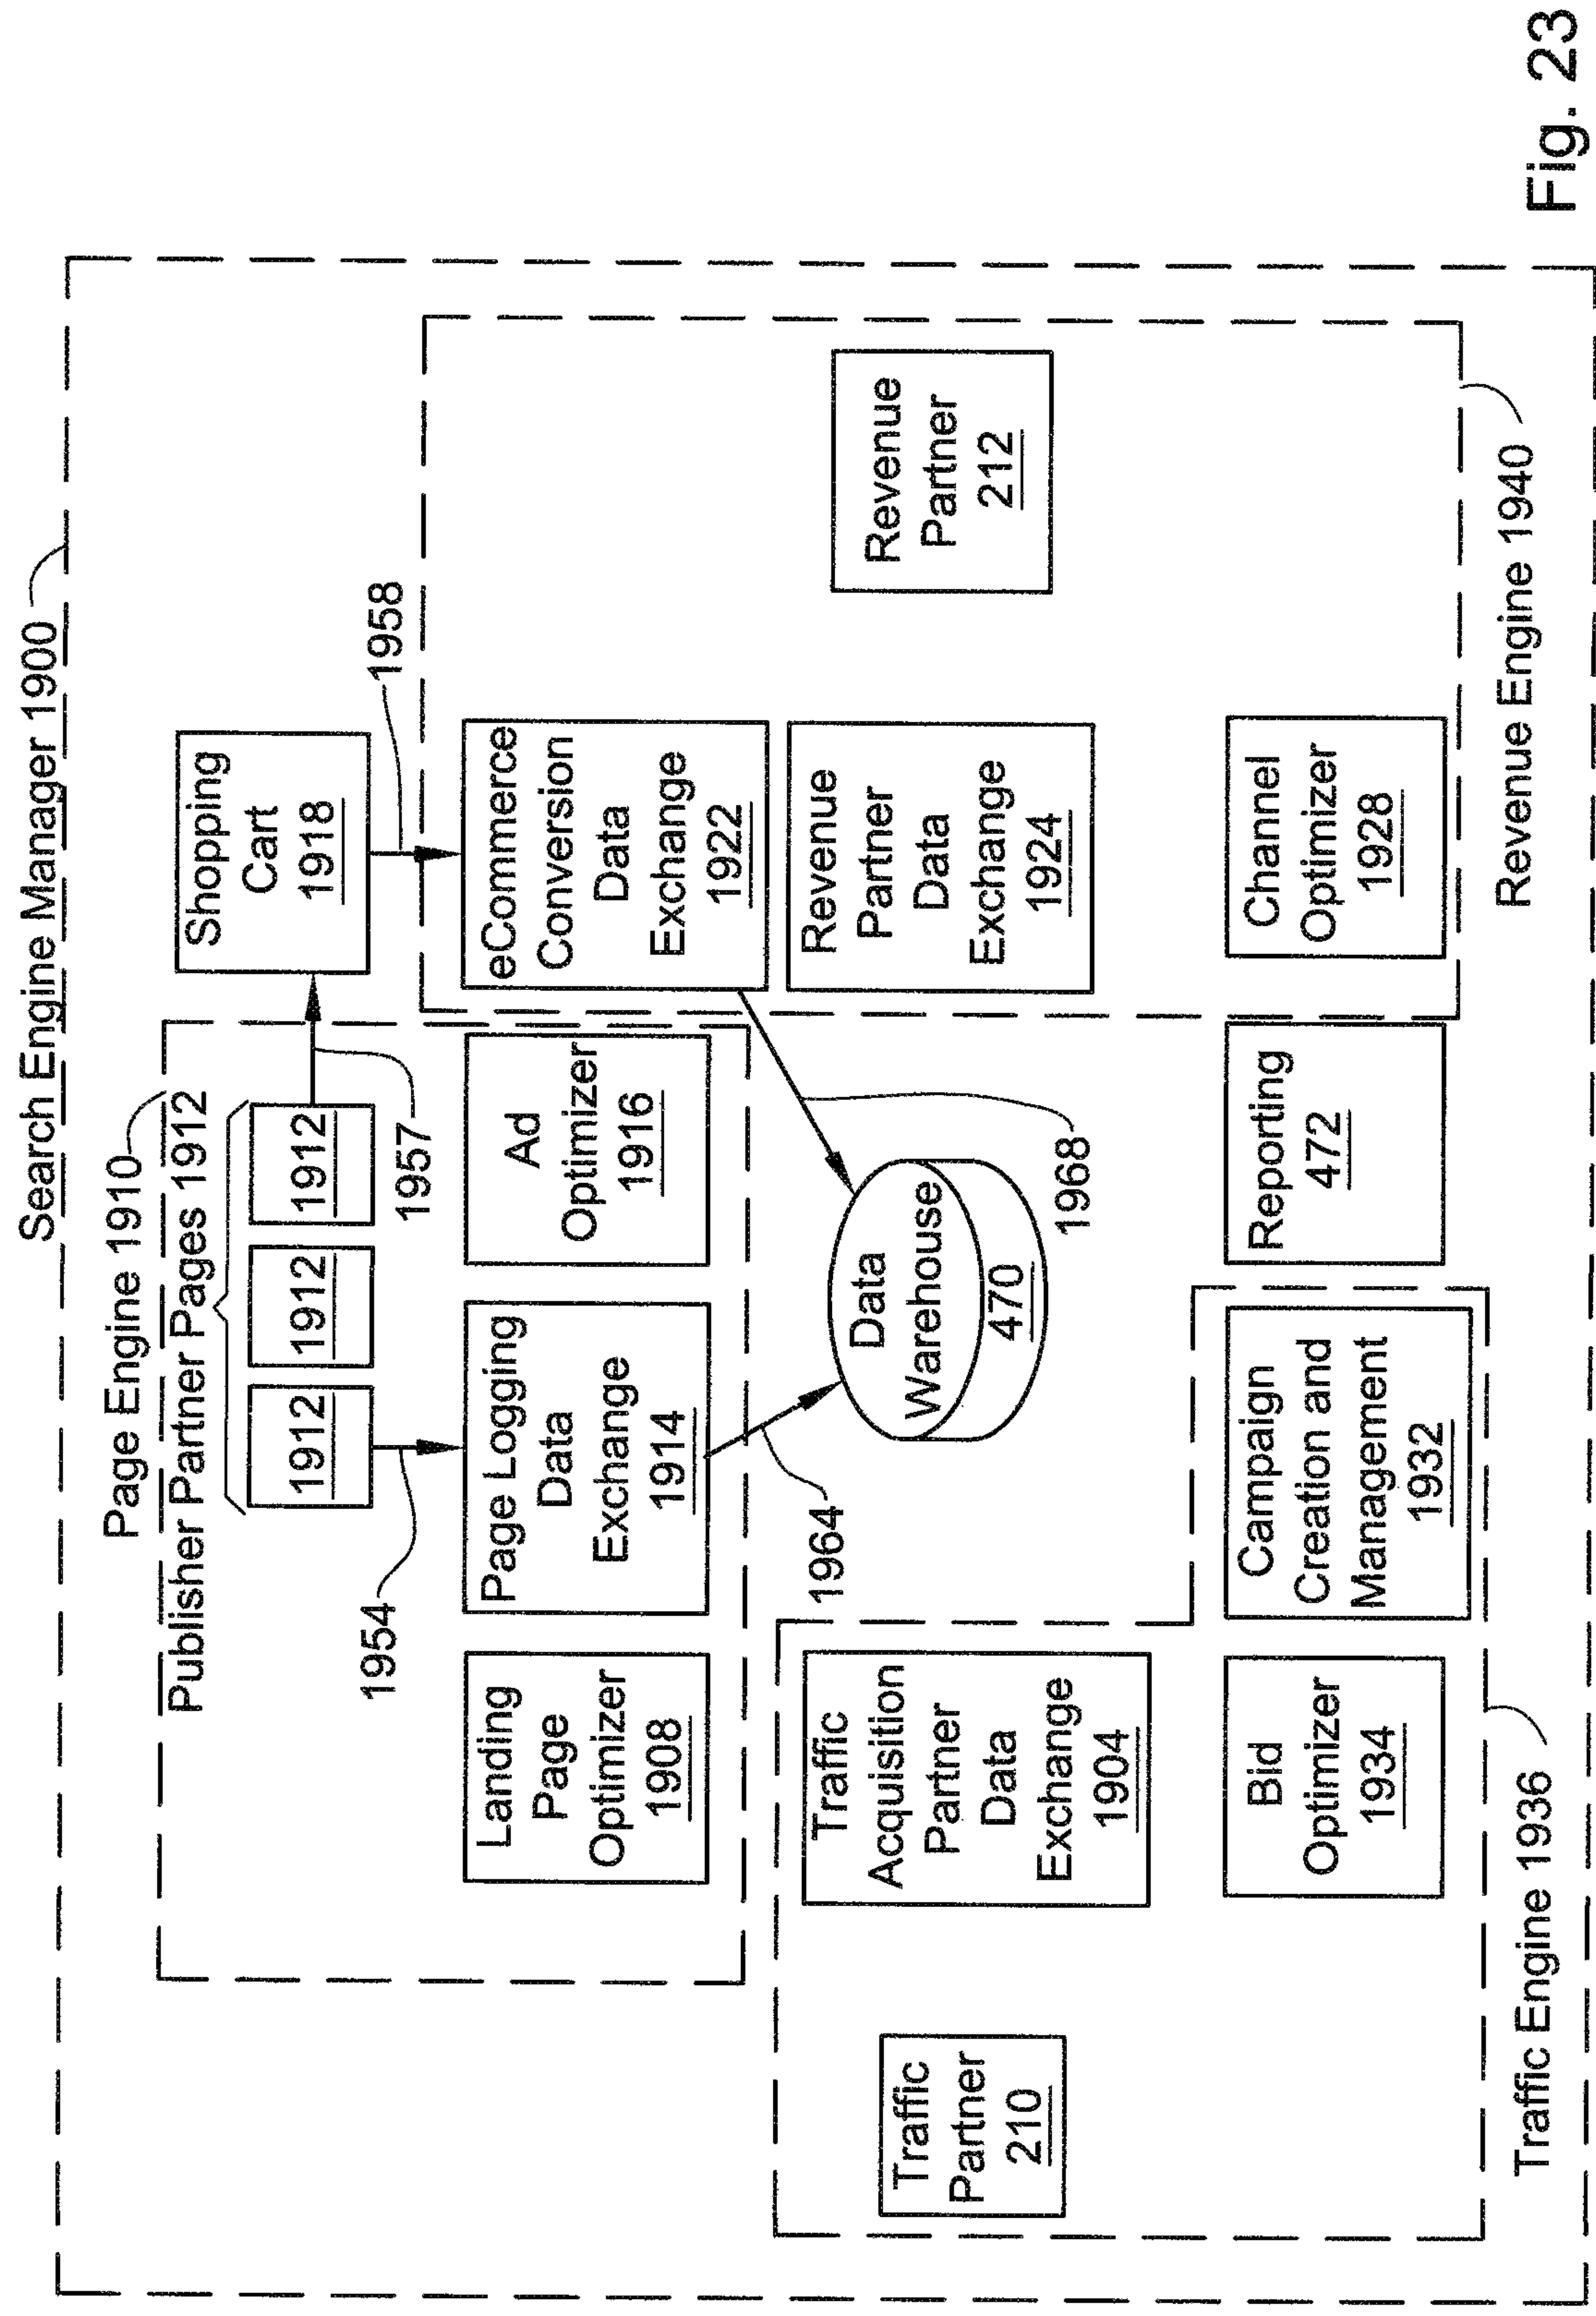 Search Engine Manager 1900
Page Engine 1910
Publisher Partner Pages 1912
1912
1912
1912
Shopping
Cart
1918
1954
1957
1958
Landing
Page
Optimizer
1908
Page Logging
Data
Exchange
1914
Ad
Optimizer
1916
eCommerce
Conversion
Data
Exchange
1922
1964
1968
Traffic
Partner
210
Traffic
Acquisition
Partner
Data
Exchange
1904
Data
Warehouse
470
Revenue
Partner
Data
Exchange
1924
Revenue
Partner
212
Bid
Optimizer
1934
Campaign
Creation and
Management
1932
Reporting
472
Channel
Optimizer
1928
Traffic Engine 1936
Revenue Engine 1940
Fig. 23